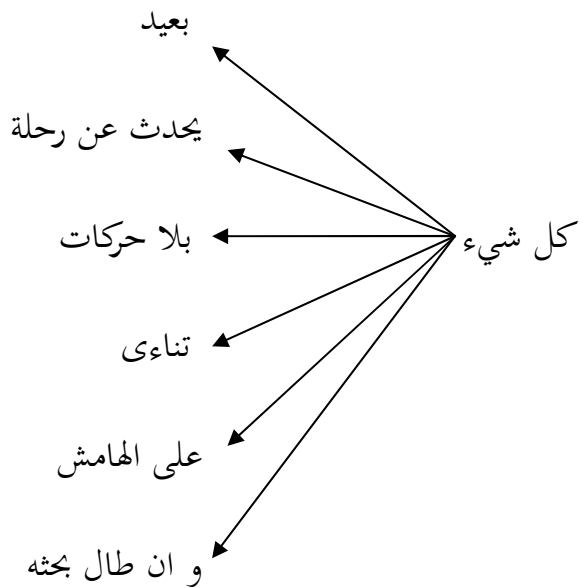 بعيد
يحدث عن رحلة
كل شيء
بلا حركات
تناءى
على الهامش
و ان طال بحثه